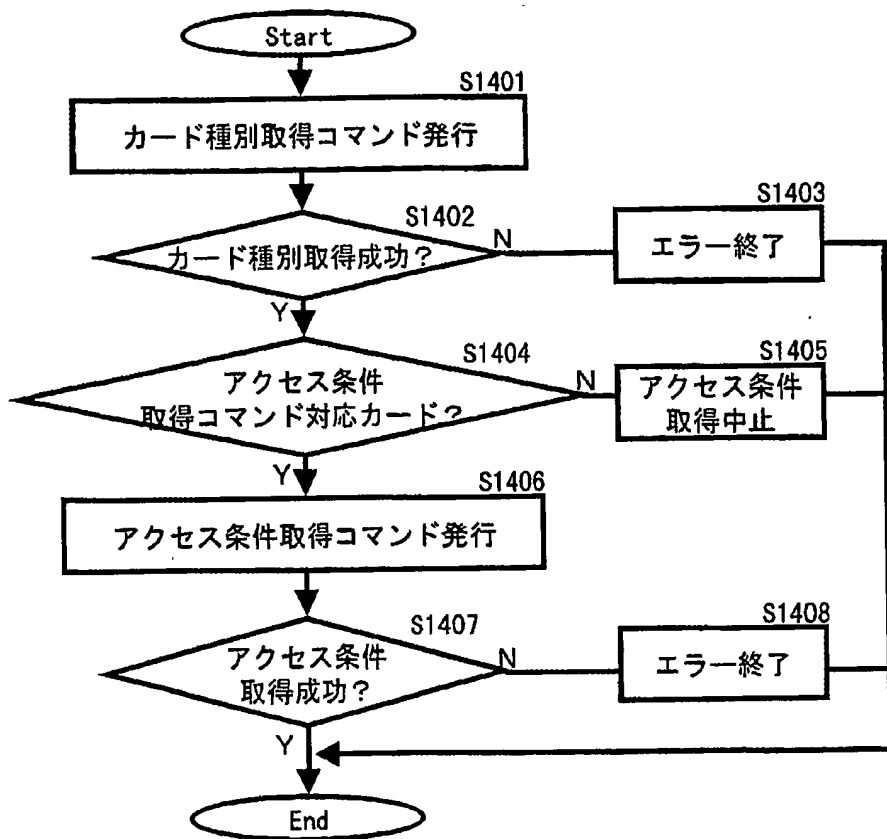 Start
S1401
カード種別取得コマンド発行
S1402
カード種別取得成功？
N
S1403
エラー終了
Y
S1404
アクセス条件
取得コマンド対応カード？
N
S1405
アクセス条件
取得中止
Y
S1406
アクセス条件取得コマンド発行
S1407
アクセス条件
取得成功？
N
S1408
エラー終了
Y
End